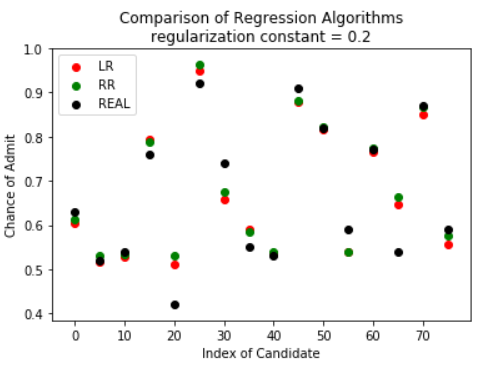 Comparison of Regression Algorithms
regularization constant = 0.2
LR
RR
REAL
Chance of Admit
1.0
0.9
0.8
0.7
0.6
0.5
0.4
0 10 20 30 40 50 60 70
Index of Candidate